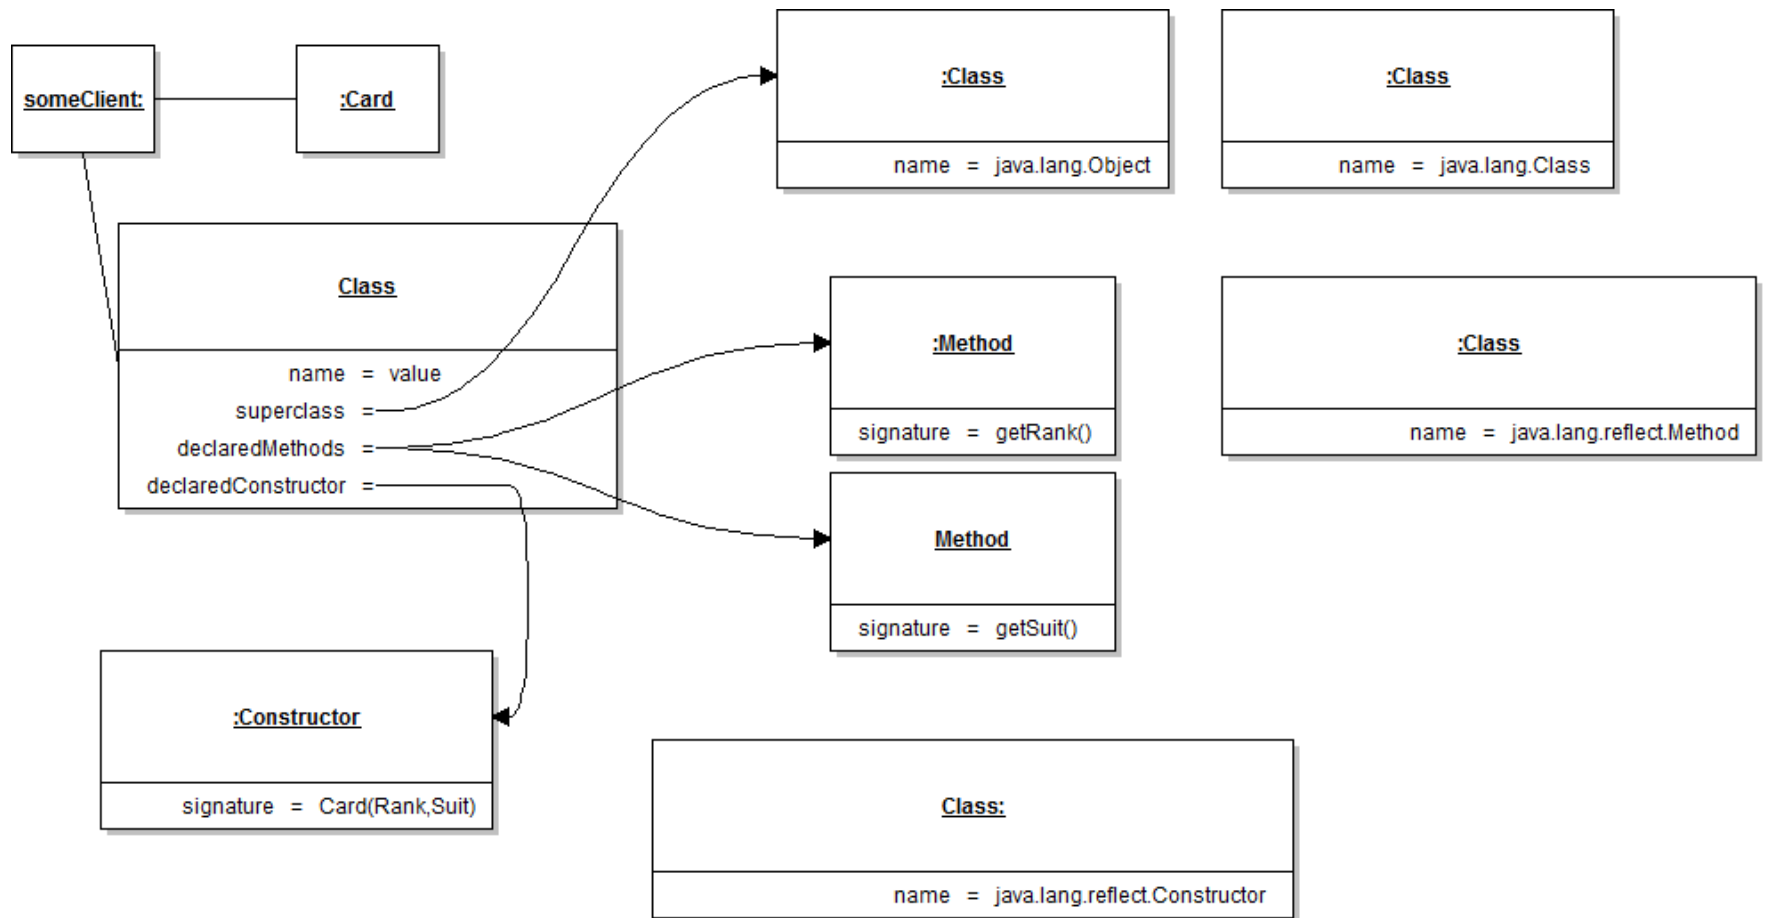 someClient:
:Card
:Class
name = java.lang.Object
:Class
name = java.lang.Class
Class
name = value
superclass =
declaredMethods =
declaredConstructor =
:Method
signature = getRank()
:Class
name = java.lang.reflect.Method
Method
signature = getSuit()
:Constructor
signature = Card(Rank,Suit)
Class:
name = java.lang.reflect.Constructor